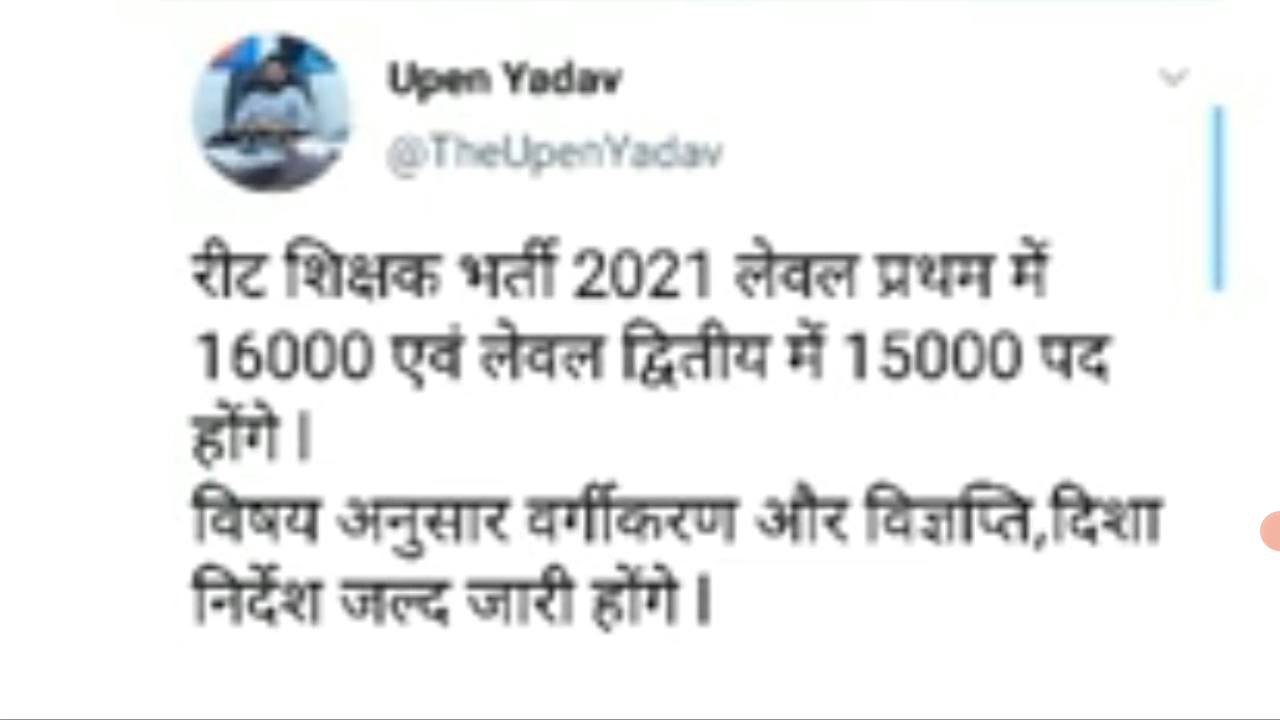 Upen Yadav
@TheUpenYadav
रीट शिक्षक भर्ती 2021 लेवल प्रथम में
16000 एवं लेवल द्वितीय में 15000 पद
होंगे |
विषय अनुसार वर्गीकरण और विज्ञप्ति,दिशा
निर्देश जल्द जारी होंगे |